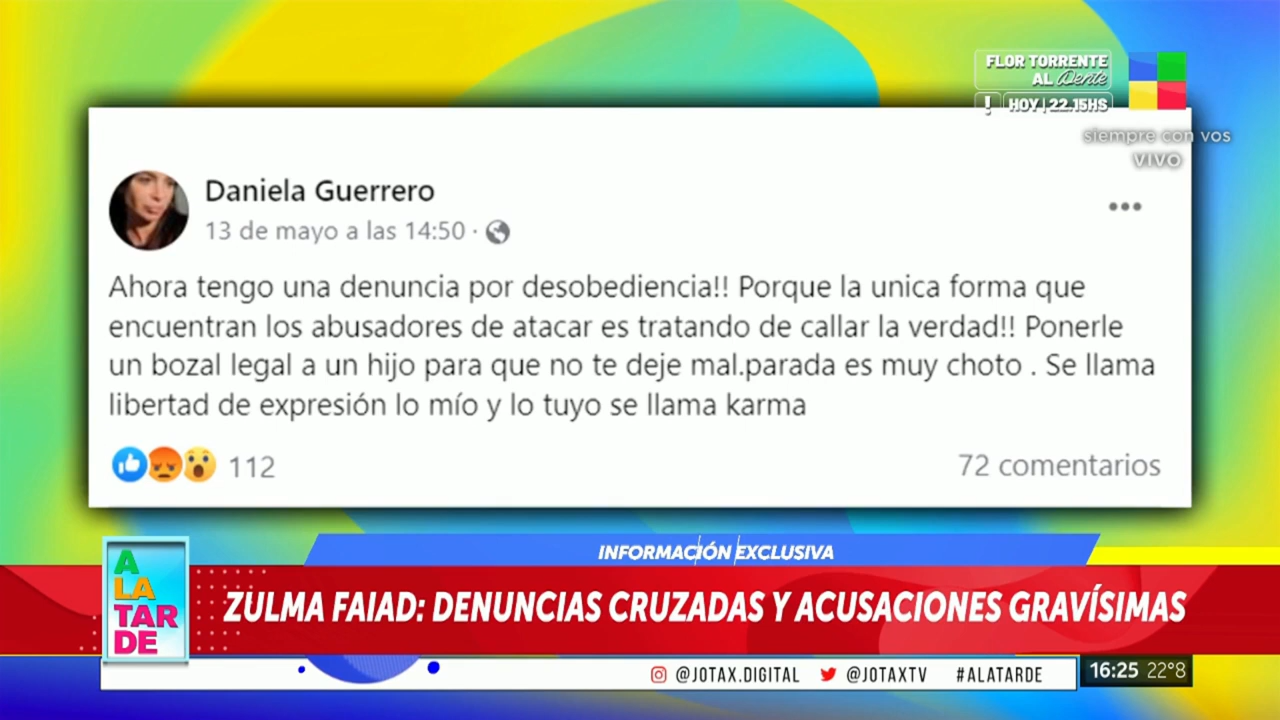 FLOR TORRENTE
AL Dente
! HOY | 22.15HS
siempre con vos
VIVO
Daniela Guerrero
13 de mayo a las 14:50 ·
Ahora tengo una denuncia por desobediencia!! Porque la unica forma que
encuentran los abusadores de atacar es tratando de callar la verdad!! Ponerle
un bozal legal a un hijo para que no te deje mal.parada es muy choto . Se llama
libertad de expresión lo mío y lo tuyo se llama karma
112
72 comentarios
INFORMACIÓN EXCLUSIVA
A
LA
TAR
DE
ZULMA FAIAD: DENUNCIAS CRUZADAS Y ACUSACIONES GRAVÍSIMAS
@JOTAX.DIGITAL @JOTAXTV #ALATARDE
16:25 22°8